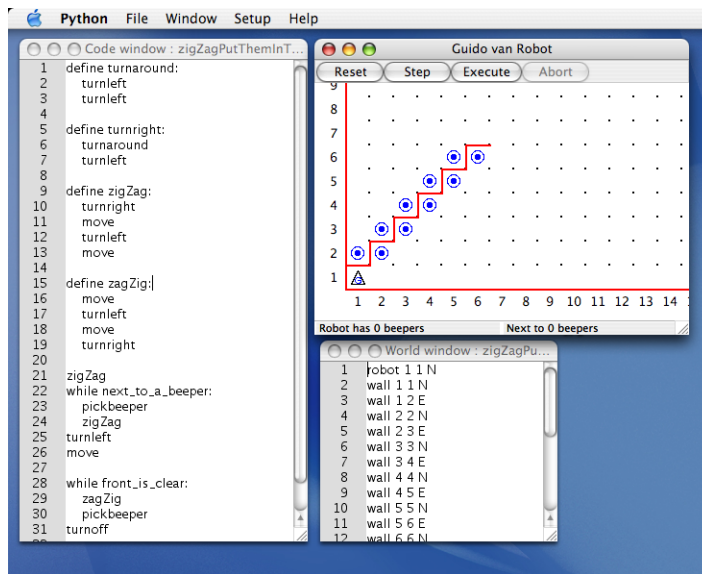 Python File Window Setup Help
Code window : zigZagPutThemInT...
1 define turnaround:
2 turnleft
3 turnleft
4
5 define turnright:
6 turnaround
7 turnleft
8
9 define zigZag:
10 turnright
11 move
12 turnleft
13 move
14
15 define zagZig:
16 move
17 turnleft
18 move
19 turnright
20
21 zigZag
22 while next_to_a_beeper:
23 pickbeeper
24 zigZag
25 turnleft
26 move
27
28 while front_is_clear:
29 zagZig
30 pickbeeper
31 turnoff
Guido van Robot
Reset Step Execute Abort
9
8
7
6
5
4
3
2
1
1 2 3 4 5 6 7 8 9 10 11 12 13 14
Robot has 0 beepers Next to 0 beepers
World window : zigZagPu...
1 robot 1 1 N
2 wall 1 1 N
3 wall 1 2 E
4 wall 2 2 N
5 wall 2 3 E
6 wall 3 3 N
7 wall 3 4 E
8 wall 4 4 N
9 wall 4 5 E
10 wall 5 5 N
11 wall 5 6 E
12 wall 6 6 N